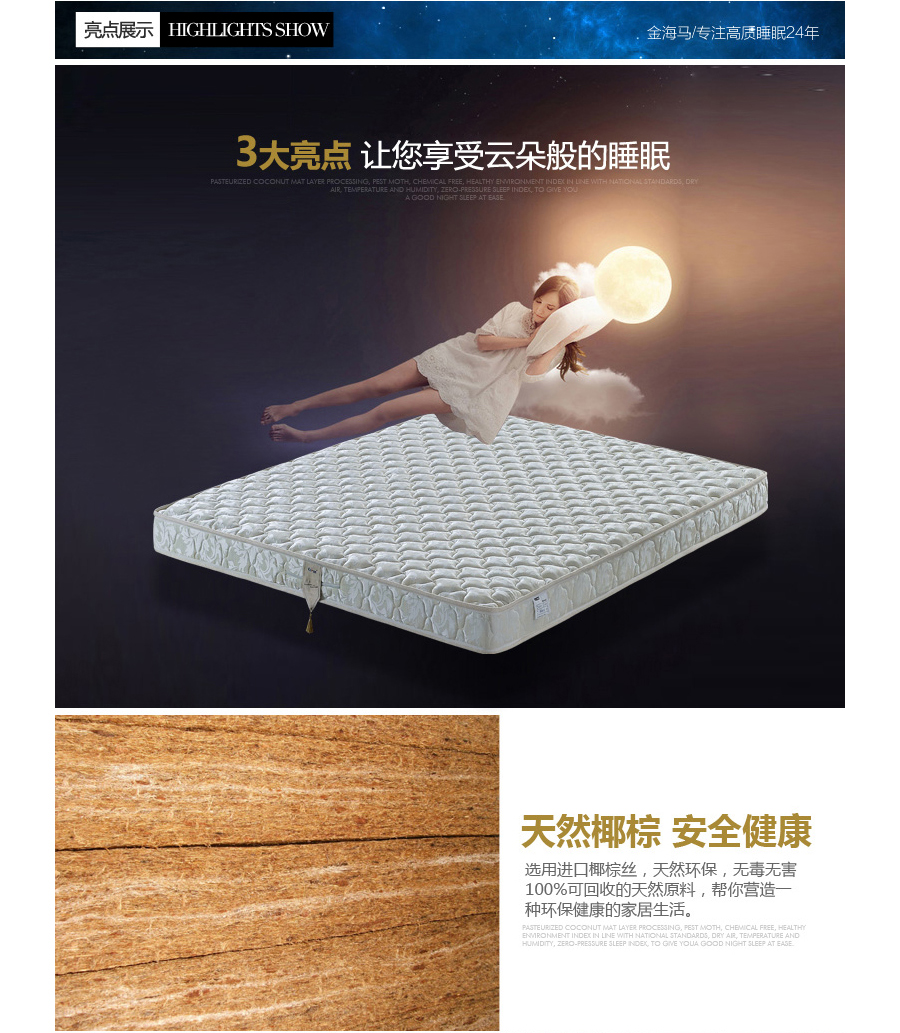 亮点展示 HIGHLIGHTS SHOW
金海马/专注高质睡眠24年
3大亮点 让您享受云朵般的睡眠
PASTEURIZED COCONUT MAT LAYER PROCESSING, PEST MOTH, CHEMICAL FREE, HEALTHY ENVIRONMENT INDEX IN LINE WITH NATIONAL STANDARDS, DRY
AIR, TEMPERATURE AND HUMIDITY, ZERO-PRESSURE SLEEP INDEX, TO GIVE YOU
A GOOD NIGHT SLEEP AT EASE.
天然椰棕 安全健康
选用进口椰棕丝，天然环保，无毒无害
100%可回收的天然原料，帮你营造一
种环保健康的家居生活。
PASTEURIZED COCONUT MAT LAYER PROCESSING, PEST MOTH, CHEMICAL FREE, HEALTHY
ENVIRONMENT INDEX IN LINE WITH NATIONAL STANDARDS, DRY AIR, TEMPERATURE AND
HUMIDITY, ZERO-PRESSURE SLEEP INDEX, TO GIVE YOUA GOOD NIGHT SLEEP AT EASE.